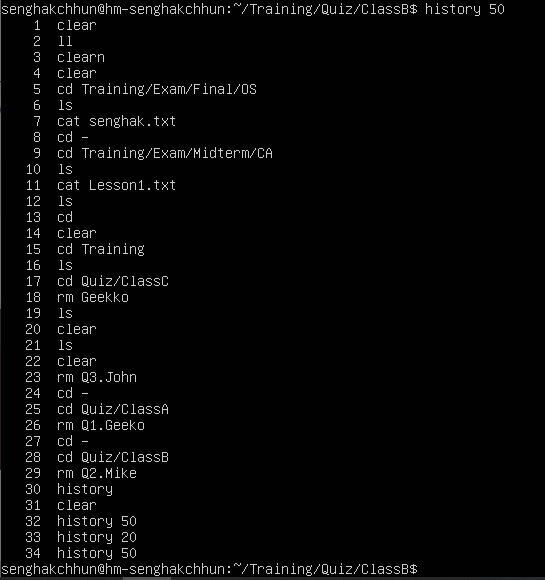 senghakchhun@hm-senghakchhun:~/Training/Quiz/ClassB$ history 50
1 clear
2 ll
3 clearn
4 clear
5 cd Training/Exam/Final/OS
6 ls
7 cat senghak.txt
8 cd -
9 cd Training/Exam/Midterm/CA
10 ls
11 cat Lesson1.txt
12 ls
13 cd
14 clear
15 cd Training
16 ls
17 cd Quiz/ClassC
18 rm Geekko
19 ls
20 clear
21 ls
22 clear
23 rm Q3.John
24 cd -
25 cd Quiz/ClassA
26 rm Q1.Geeko
27 cd -
28 cd Quiz/ClassB
29 rm Q2.Mike
30 history
31 clear
32 history 50
33 history 20
34 history 50
senghakchhun@hm-senghakchhun:~/Training/Quiz/ClassB$